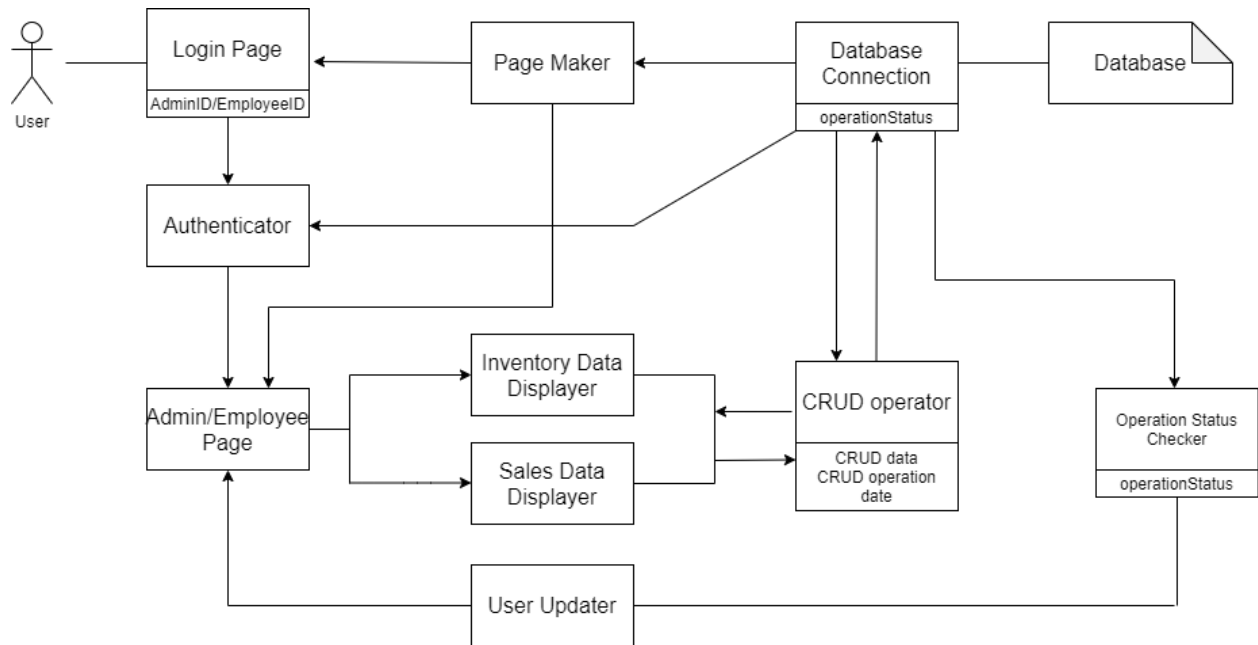 Login Page
AdminID/EmployeeID
User
Page Maker
Database
Connection
operationStatus
Database
Authenticator
Admin/Employee
Page
Inventory Data
Displayer
Sales Data
Displayer
CRUD operator
CRUD data
CRUD operation
date
Operation Status
Checker
operationStatus
User Updater